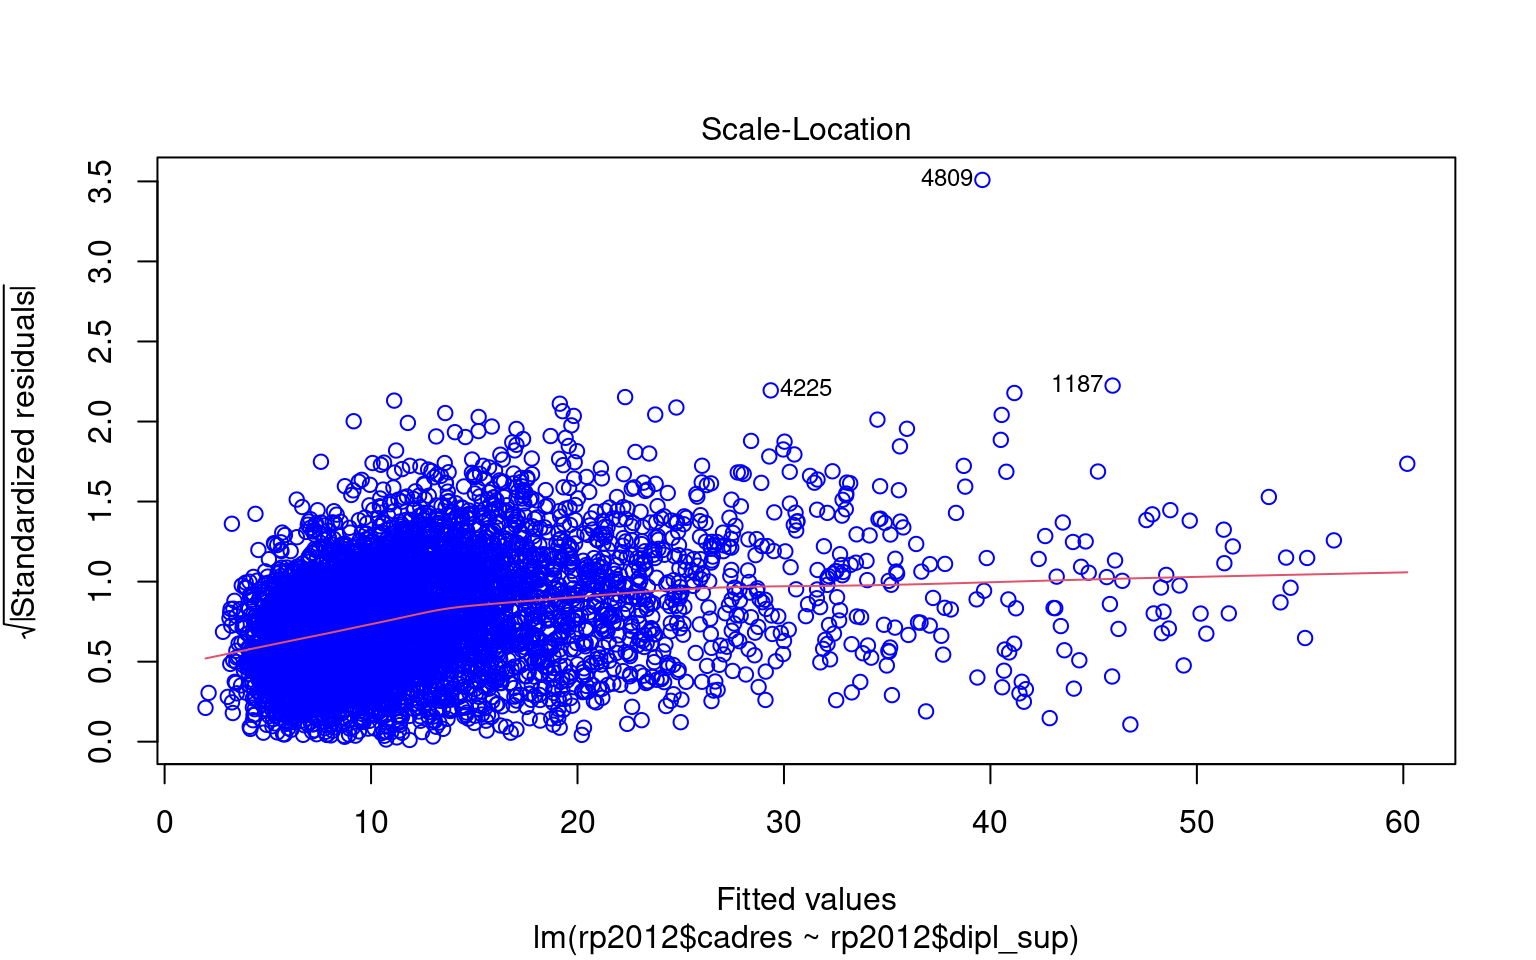 Scale-Location
√|Standardized residuals|
3.5
3.0
2.5
2.0
1.5
1.0
0.5
0.0
4809
4225
1187
0 10 20 30 40 50 60
Fitted values
lm(rp2012$cadres ~ rp2012$dipl_sup)